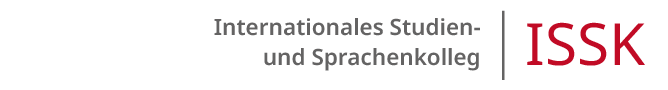 Internationales Studien-
und Sprachenkolleg
ISSK